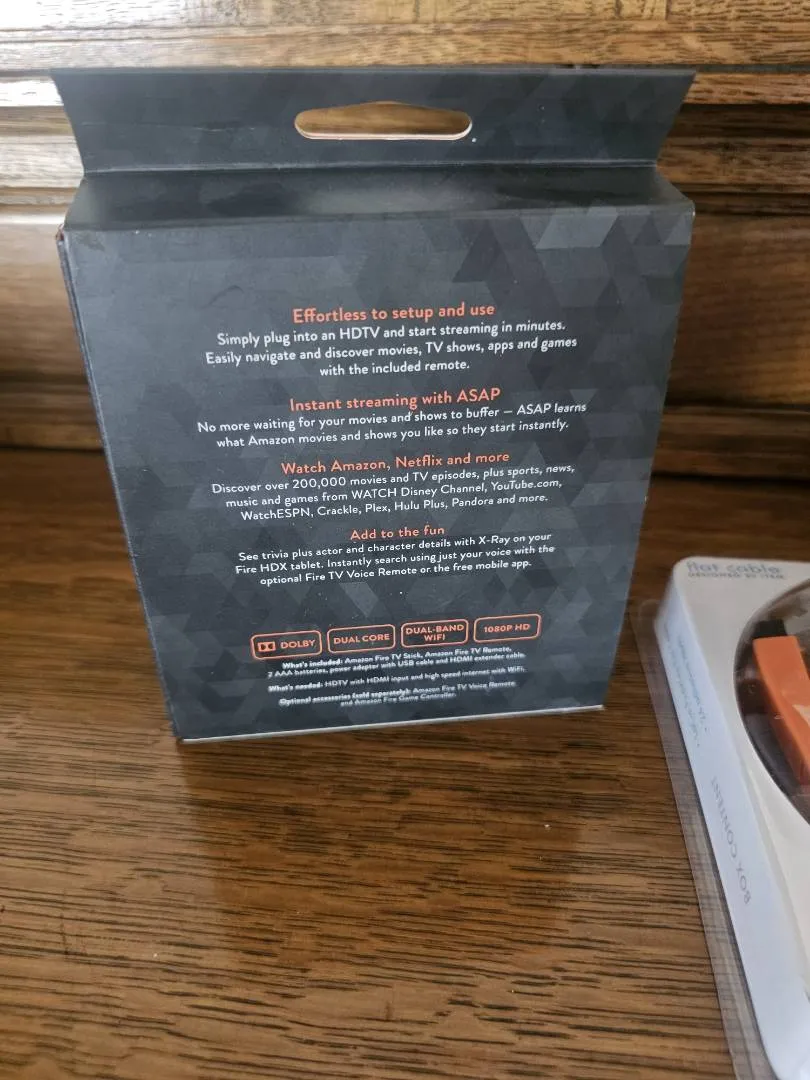 Effortless to setup and use
Simply plug into an HDTV and start streaming in minutes.
Easily navigate and discover movies, TV shows, apps and games
with the included remote.
Instant streaming with ASAP
No more waiting for your movies and shows to buffer — ASAP learns
what Amazon movies and shows you like so they start instantly.
Watch Amazon, Netflix and more
Discover over 200,000 movies and TV episodes, plus sports, news,
music and games from WATCH Disney Channel, YouTube.com,
WatchESPN, Crackle, Plex, Hulu Plus, Pandora and more.
Add to the fun
See trivia plus actor and character details with X-Ray on your
Fire HDX tablet. Instantly search using just your voice with the
optional Fire TV Voice Remote or the free mobile app.
DOLBY
DUAL CORE
DUAL-BAND
WIFI
1080P HD
What's included: Amazon Fire TV Stick, Amazon Fire TV Remote,
2 AAA batteries, power adapter with USB cable and HDMI extender cable.
What's needed: HDTV with HDMI input and high speed internet with WiFi.
Optional accessories (sold separately): Amazon Fire TV Voice Remote
and Amazon Fire Game Controller.
flat cable
DESIGNED BY
BOX CONTENT